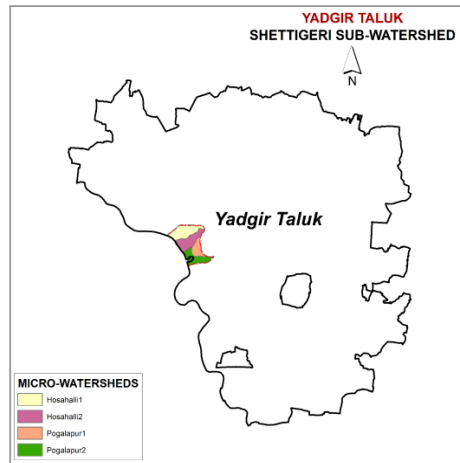 YADGIR TALUK
SHETTIGERI SUB-WATERSHED
N
Yadgir Taluk
MICRO-WATERSHEDS
Hosahalli1
Hosahalli2
Pogalapur1
Pogalapur2